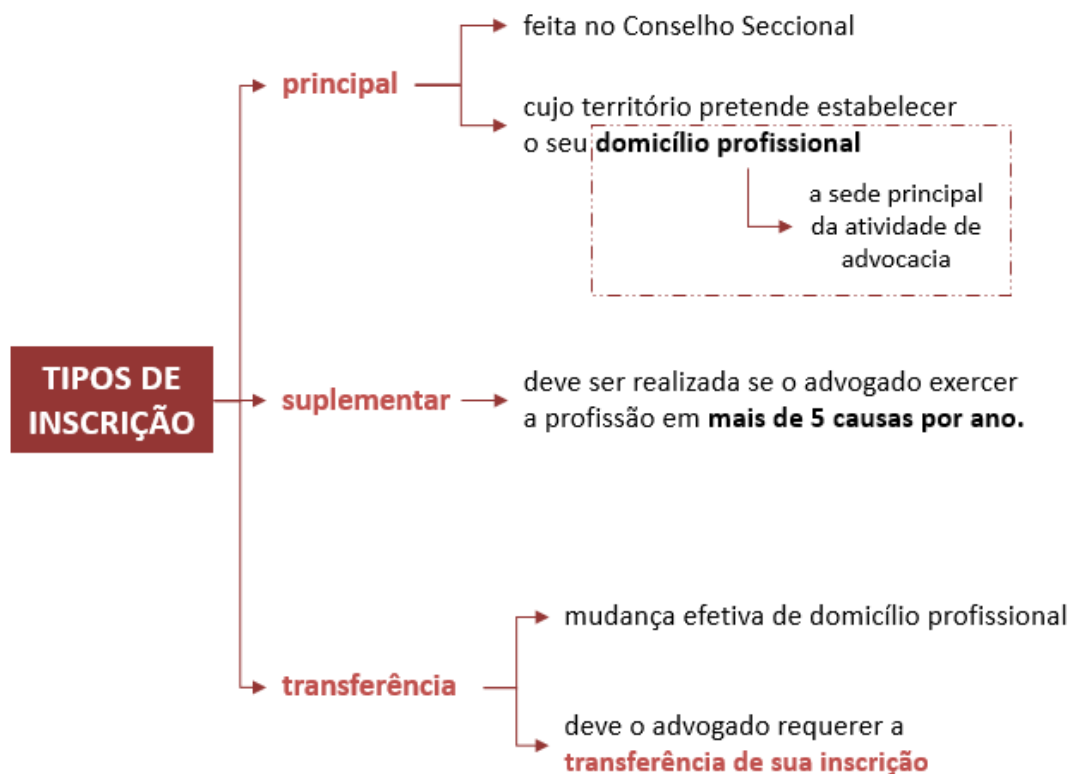 TIPOS DE
INSCRIÇÃO
principal
feita no Conselho Seccional
cujo território pretende estabelecer
o seu domicílio profissional
a sede principal
da atividade de
advocacia
suplementar
deve ser realizada se o advogado exercer
a profissão em mais de 5 causas por ano.
transferência
mudança efetiva de domicílio profissional
deve o advogado requerer a
transferência de sua inscrição